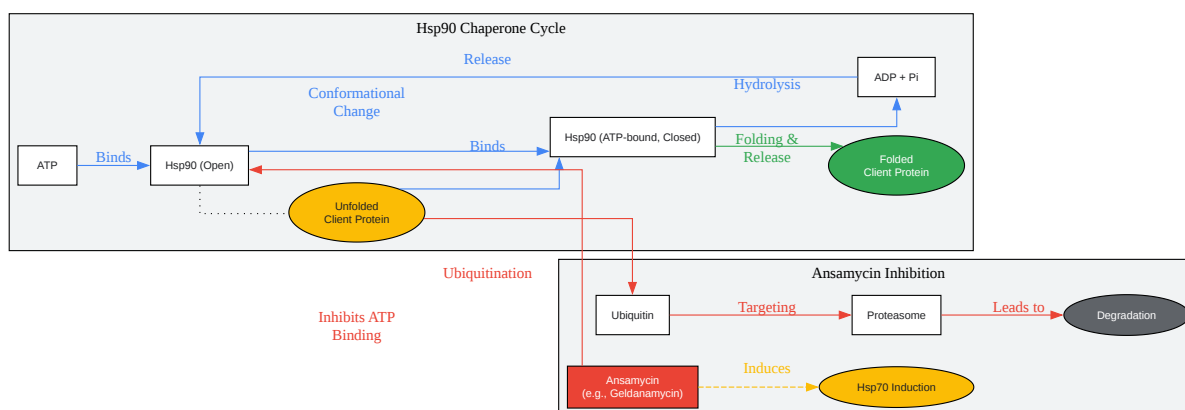 Hsp90 Chaperone Cycle
Release
ADP + Pi
Hydrolysis
Conformational
Change
Hsp90 (ATP-bound, Closed)
Folding &
Release
Binds
ATP
Binds
Hsp90 (Open)
Folded
Client Protein
Unfolded
Client Protein
Ubiquitination
Ansamycin Inhibition
Inhibits ATP
Binding
Ubiquitin
Targeting
Proteasome
Leads to
Degradation
Ansamycin
(e.g., Geldanamycin)
Induces
Hsp70 Induction